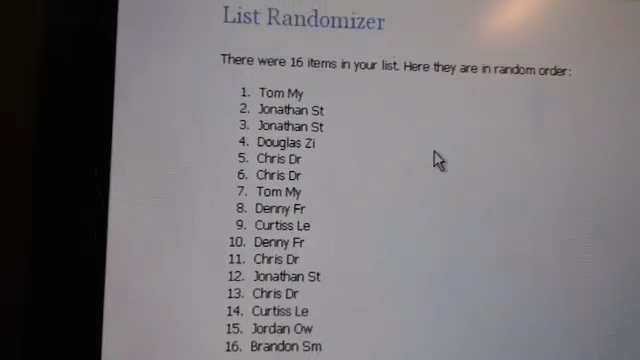 List Randomizer
There were 16 items in your list. Here they are in random order:
1. Tom My
2. Jonathan St
3. Jonathan St
4. Douglas Zi
5. Chris Dr
6. Chris Dr
7. Tom My
8. Denny Fr
9. Curtiss Le
10. Denny Fr
11. Chris Dr
12. Jonathan St
13. Chris Dr
14. Curtiss Le
15. Jordan Ow
16. Brandon Sm